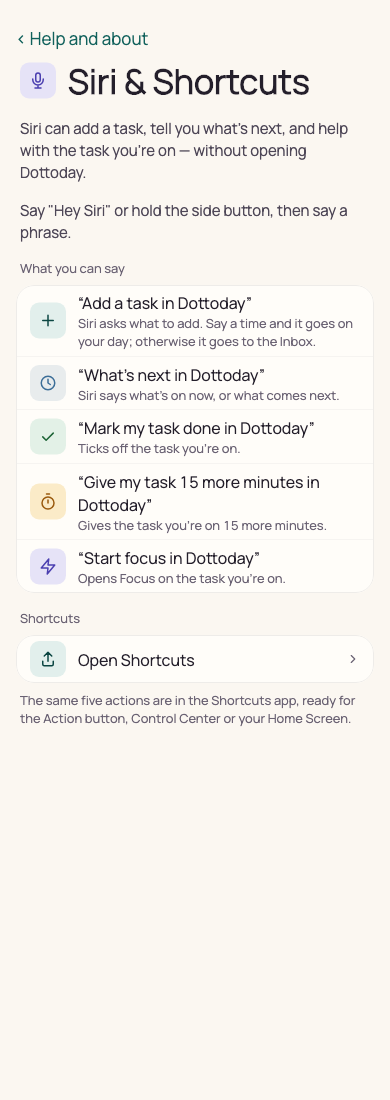 ‹ Help and about
Siri & Shortcuts
Siri can add a task, tell you what's next, and help
with the task you're on — without opening
Dottoday.
Say "Hey Siri" or hold the side button, then say a
phrase.
What you can say
“Add a task in Dottoday”
Siri asks what to add. Say a time and it goes on
your day; otherwise it goes to the Inbox.
“What's next in Dottoday”
Siri says what's on now, or what comes next.
“Mark my task done in Dottoday”
Ticks off the task you're on.
“Give my task 15 more minutes in
Dottoday”
Gives the task you're on 15 more minutes.
“Start focus in Dottoday”
Opens Focus on the task you're on.
Shortcuts
Open Shortcuts
The same five actions are in the Shortcuts app, ready for
the Action button, Control Center or your Home Screen.